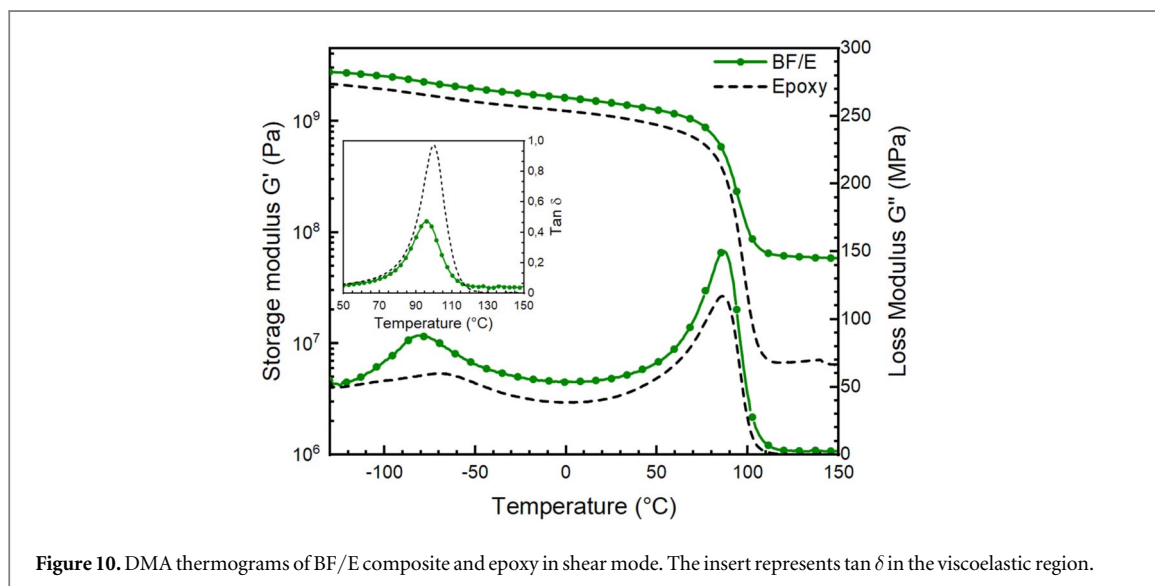 BF/E
Epoxy
Storage modulus G' (Pa)
10⁹
10⁸
10⁷
10⁶
300
250
200
150
100
50
0
Loss Modulus G'' (MPa)
-100 -50 0 50 100 150
Temperature (°C)
1,0
0,8
0,6
0,4
0,2
0
Tan δ
50 70 90 110 130 150
Temperature (°C)
Figure 10. DMA thermograms of BF/E composite and epoxy in shear mode. The insert represents tan δ in the viscoelastic region.